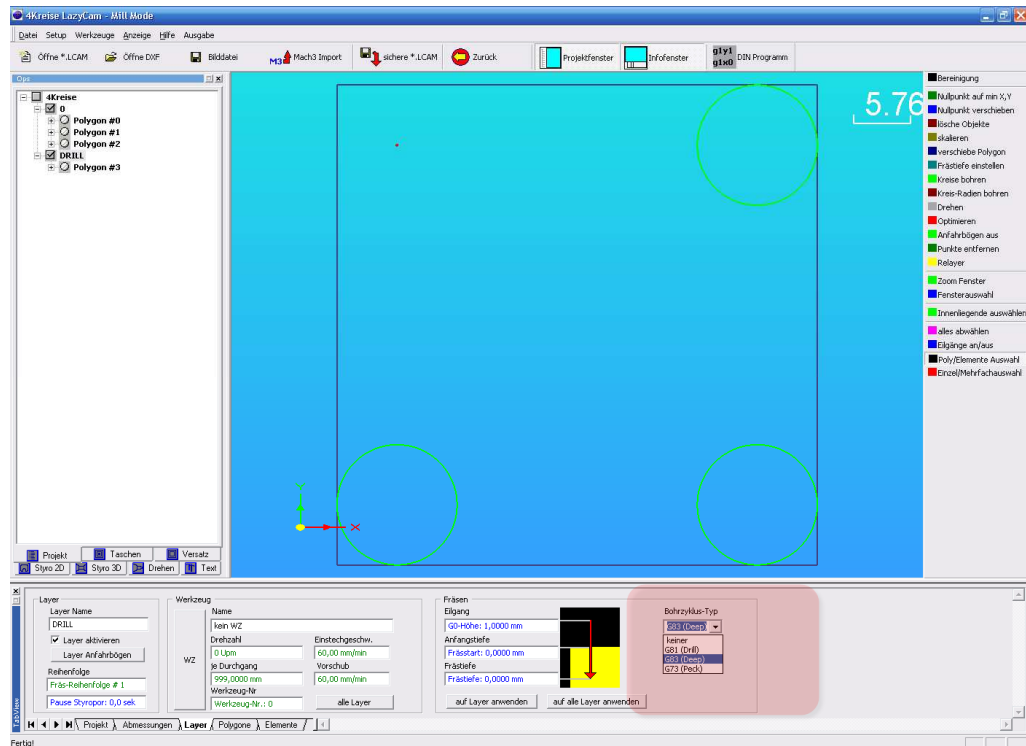 4Kreise LazyCam - Mill Mode
Datei Setup Werkzeuge Anzeige Hilfe Ausgabe
Öffne *.LCAM Öffne DXF Bilddatei M3 Mach3 Import sichere *.LCAM Zurück Projektfenster Infofenster g1y1 g1x0 DIN Programm
Ops
4Kreise
0
Polygon #0
Polygon #1
Polygon #2
DRILL
Polygon #3
5.76
Y
X
Bereinigung
Nullpunkt auf min X,Y
Nullpunkt verschieben
lösche Objekte
skalieren
verschiebe Polygon
Frästiefe einstellen
Kreise bohren
Kreis-Radien bohren
Drehen
Optimieren
Anfahrbögen aus
Punkte entfernen
Relayer
Zoom Fenster
Fensterauswahl
Innenliegende auswählen
alles abwählen
Eilgänge an/aus
Poly/Elemente Auswahl
Einzel/Mehrfachauswahl
Projekt Taschen Versatz
Styro 2D Styro 3D Drehen Text
TabView
Layer
Layer Name
DRILL
Layer aktivieren
Layer Anfahrbögen
Reihenfolge
Fräs-Reihenfolge # 1
Pause Styropor: 0,0 sek
Werkzeug
WZ
Name
kein WZ
Drehzahl Einstechgeschw.
0 Upm 60,00 mm/min
je Durchgang Vorschub
999,0000 mm 60,00 mm/min
Werkzeug-Nr
Werkzeug-Nr.: 0 alle Layer
Fräsen
Eilgang
G0-Höhe: 1,0000 mm
Anfangstiefe
Frässtart: 0,0000 mm
Frästiefe
Frästiefe: 0,0000 mm
auf Layer anwenden auf alle Layer anwenden
Bohrzyklus-Typ
G83 (Deep)
keiner
G81 (Drill)
G83 (Deep)
G73 (Peck)
Projekt Abmessungen Layer Polygone Elemente
Fertig!